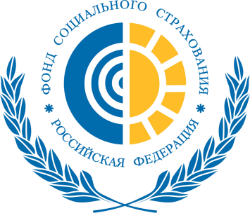 ФОНД СОЦИАЛЬНОГО СТРАХОВАНИЯ
РОССИЙСКАЯ ФЕДЕРАЦИЯ